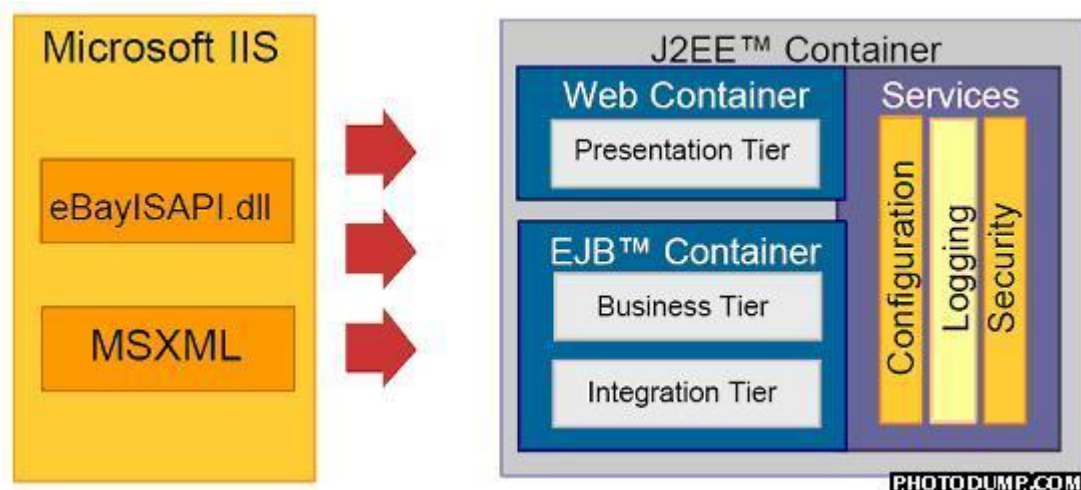 Microsoft IIS
eBayISAPI.dll
MSXML
J2EE™ Container
Web Container
Presentation Tier
EJB™ Container
Business Tier
Integration Tier
Services
Configuration
Logging
Security
PHOTODUMP.COM